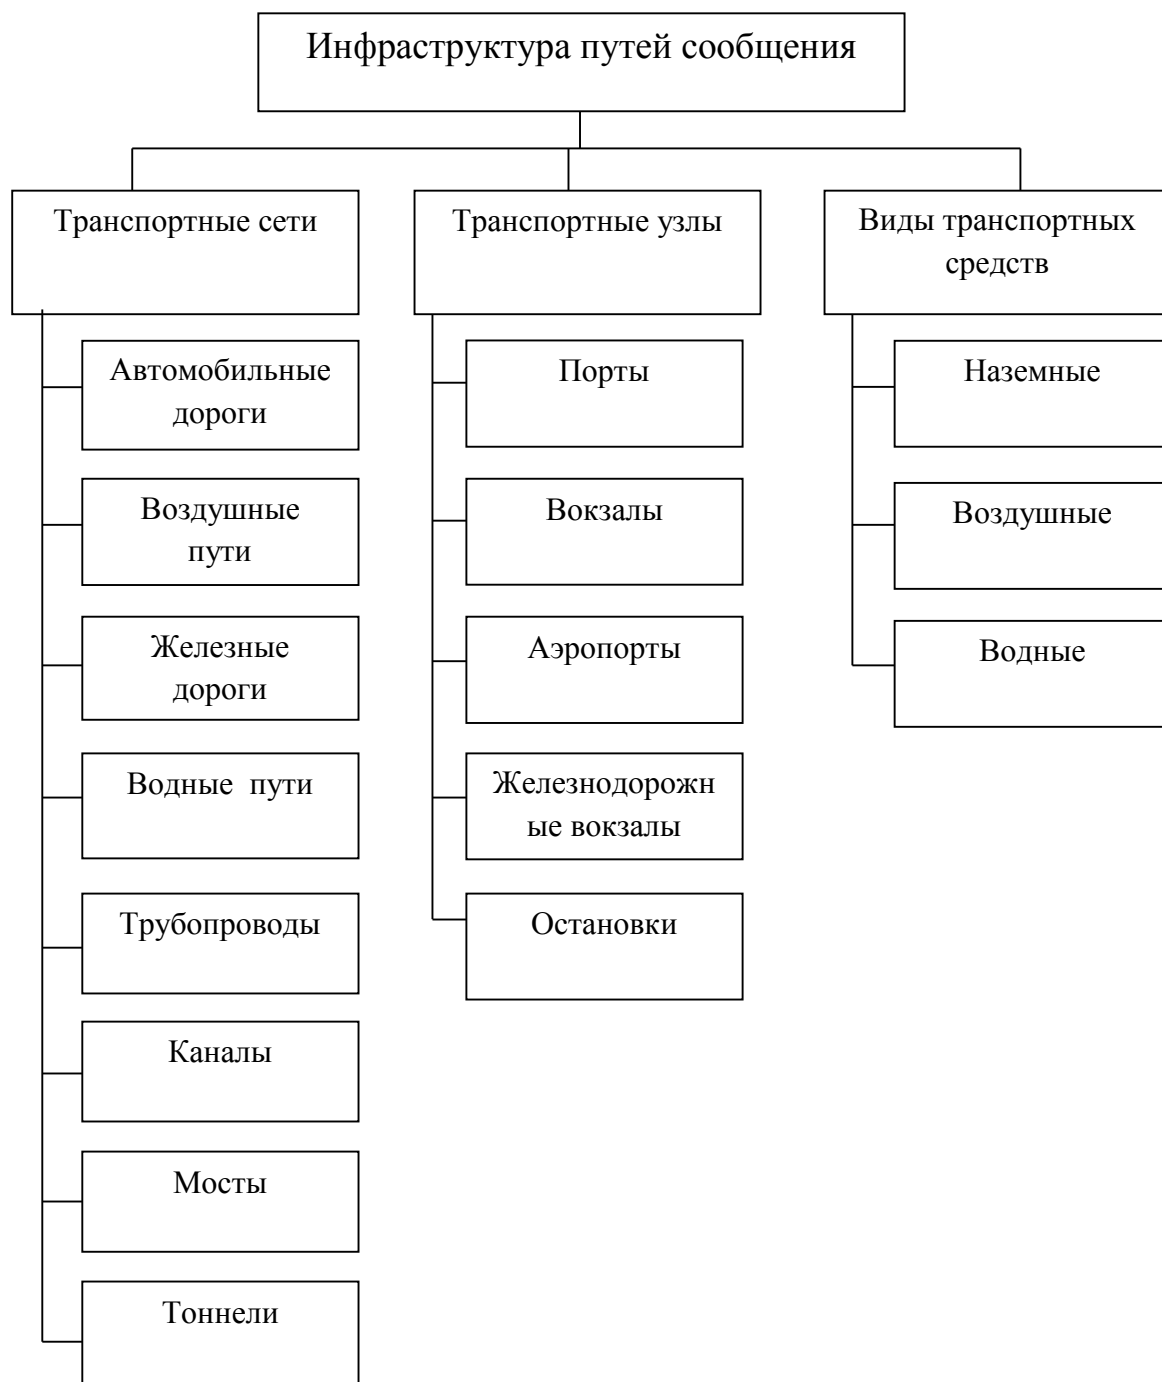 Инфраструктура путей сообщения
Транспортные сети
Автомобильные
дороги
Воздушные
пути
Железные
дороги
Водные  пути
Трубопроводы
Каналы
Мосты
Тоннели
Транспортные узлы
Порты
Вокзалы
Аэропорты
Железнодорожн
ые вокзалы
Остановки
Виды транспортных
средств
Наземные
Воздушные
Водные